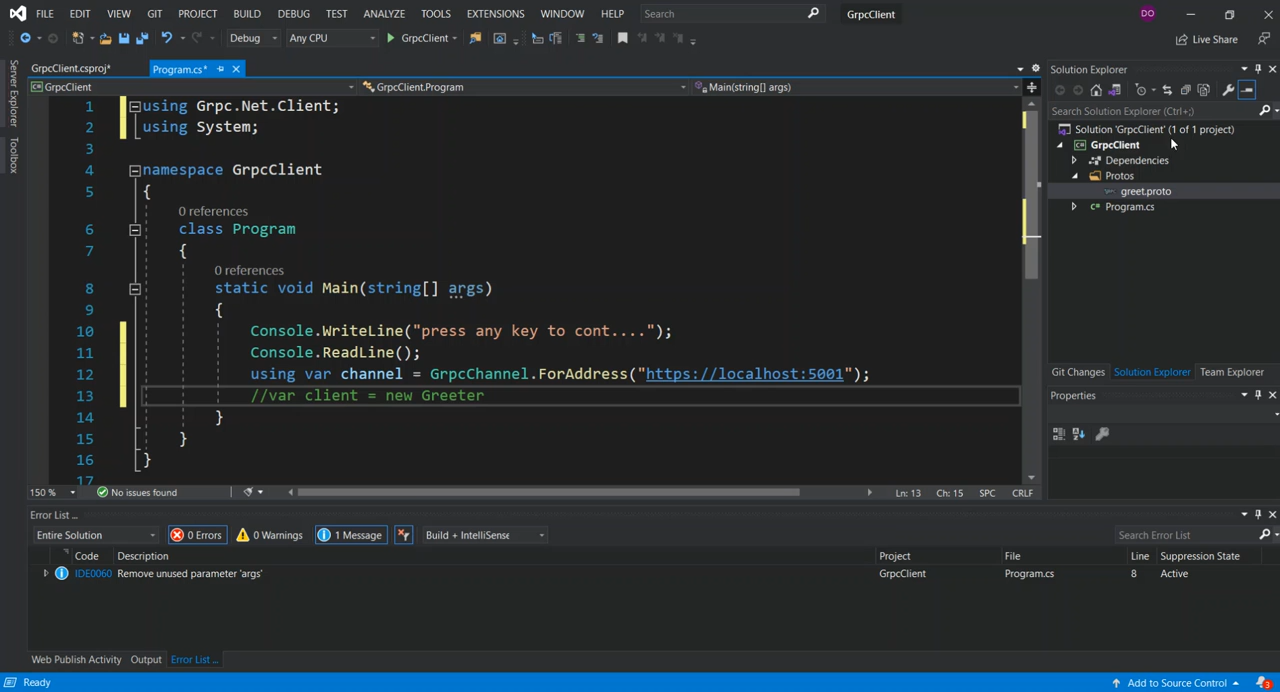 FILE EDIT VIEW GIT PROJECT BUILD DEBUG TEST ANALYZE TOOLS EXTENSIONS WINDOW HELP Search GrpcClient DO
Debug Any CPU GrpcClient Live Share
Server Explorer
Toolbox
GrpcClient.csproj* Program.cs*
GrpcClient GrpcClient.Program Main(string[] args)
1 using Grpc.Net.Client;
2 using System;
4 namespace GrpcClient
5 {
0 references
6 class Program
7 {
0 references
8 static void Main(string[] args)
9 {
10 Console.WriteLine("press any key to cont....");
11 Console.ReadLine();
12 using var channel = GrpcChannel.ForAddress("https://localhost:5001");
13 //var client = new Greeter
14 }
15 }
16 }
17
150 % No issues found Ln: 13 Ch: 15 SPC CRLF
Solution Explorer
Search Solution Explorer (Ctrl+;)
Solution 'GrpcClient' (1 of 1 project)
GrpcClient
Dependencies
Protos
greet.proto
Program.cs
Git Changes Solution Explorer Team Explorer
Properties
Error List ...
Entire Solution 0 Errors 0 Warnings 1 Message Build + IntelliSense Search Error List
Code Description Project File Line Suppression State
IDE0060 Remove unused parameter 'args' GrpcClient Program.cs 8 Active
Web Publish Activity Output Error List ...
Ready Add to Source Control 3